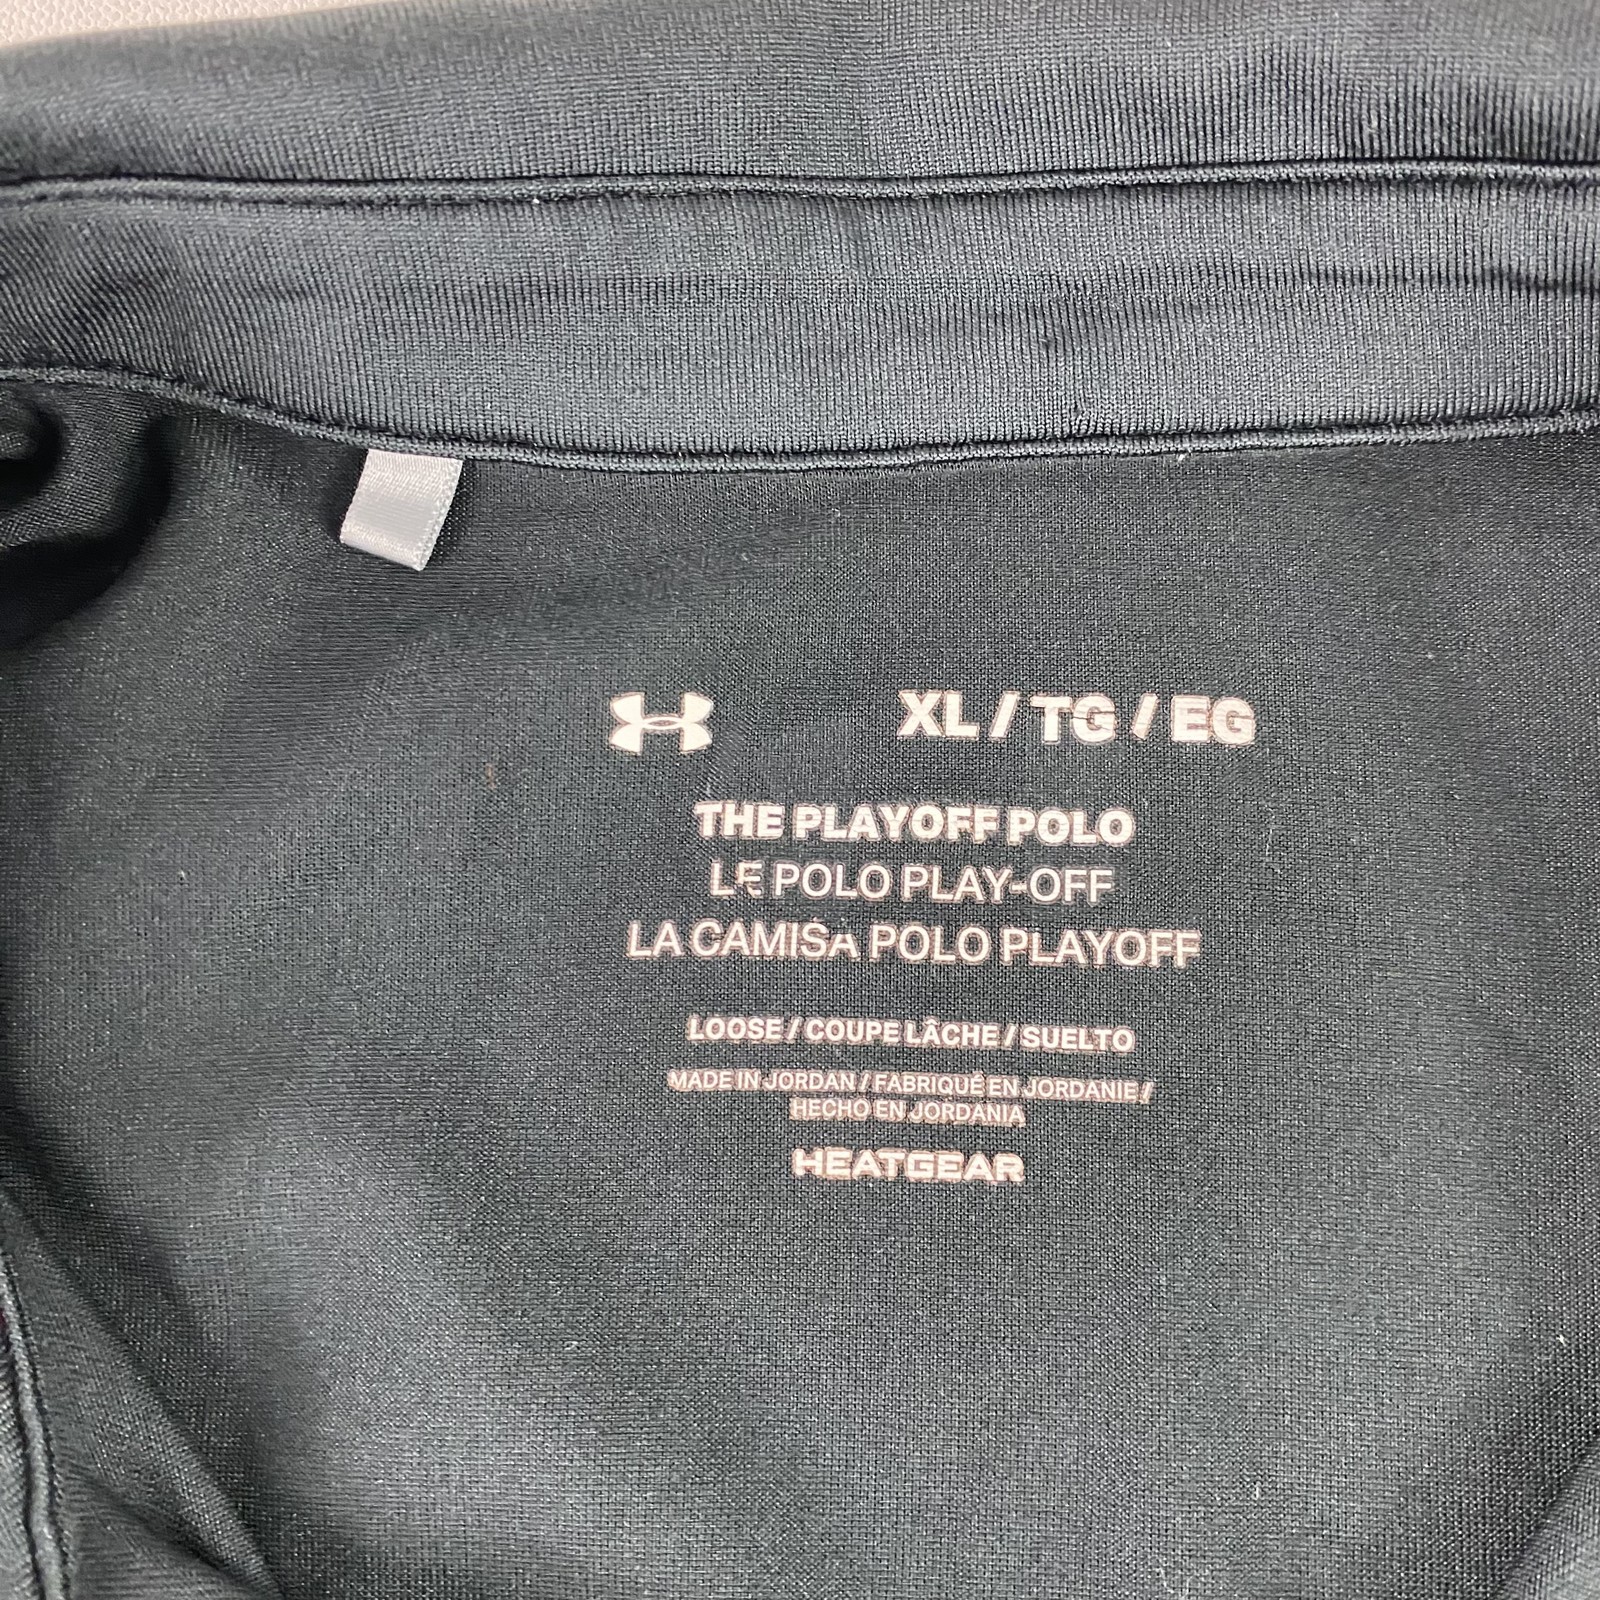 XL / TG / EG
THE PLAYOFF POLO
LE POLO PLAY-OFF
LA CAMISA POLO PLAYOFF
LOOSE / COUPE LÂCHE / SUELTO
MADE IN JORDAN / FABRIQUÉ EN JORDANIE /
HECHO EN JORDANIA
HEATGEAR